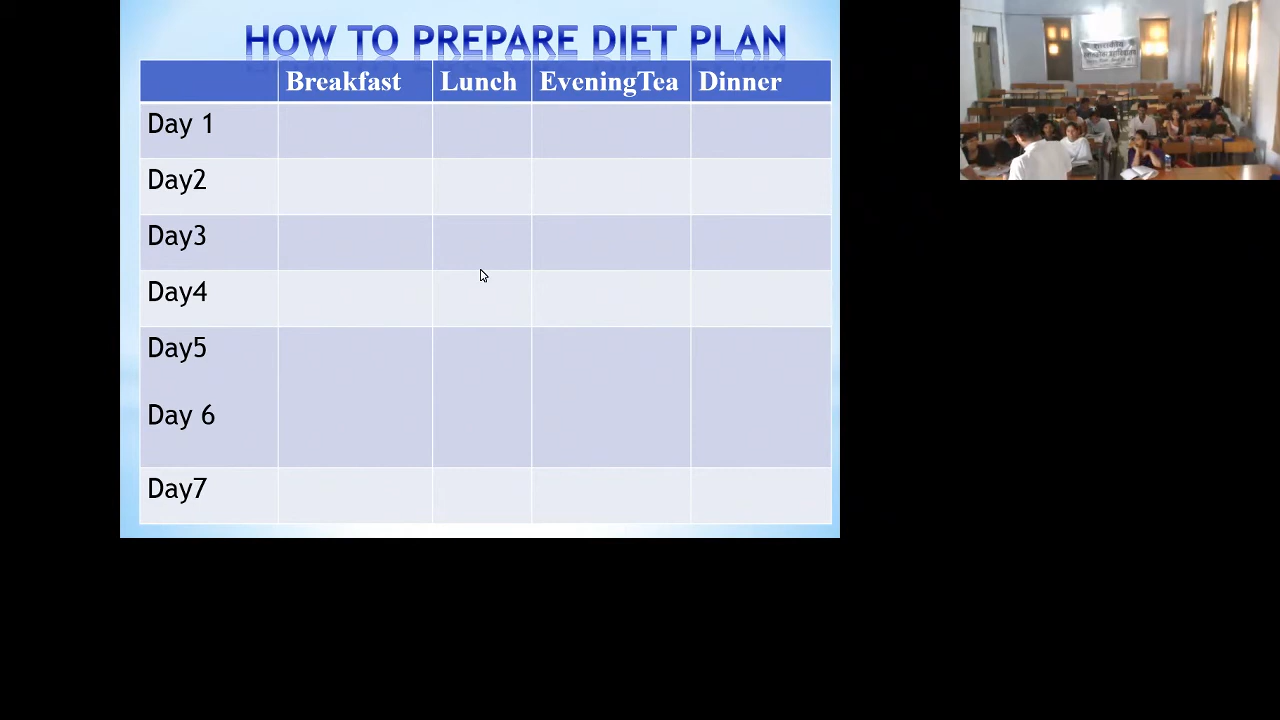 HOW TO PREPARE DIET PLAN
Breakfast Lunch EveningTea Dinner
Day 1
Day2
Day3
Day4
Day5
Day 6
Day7